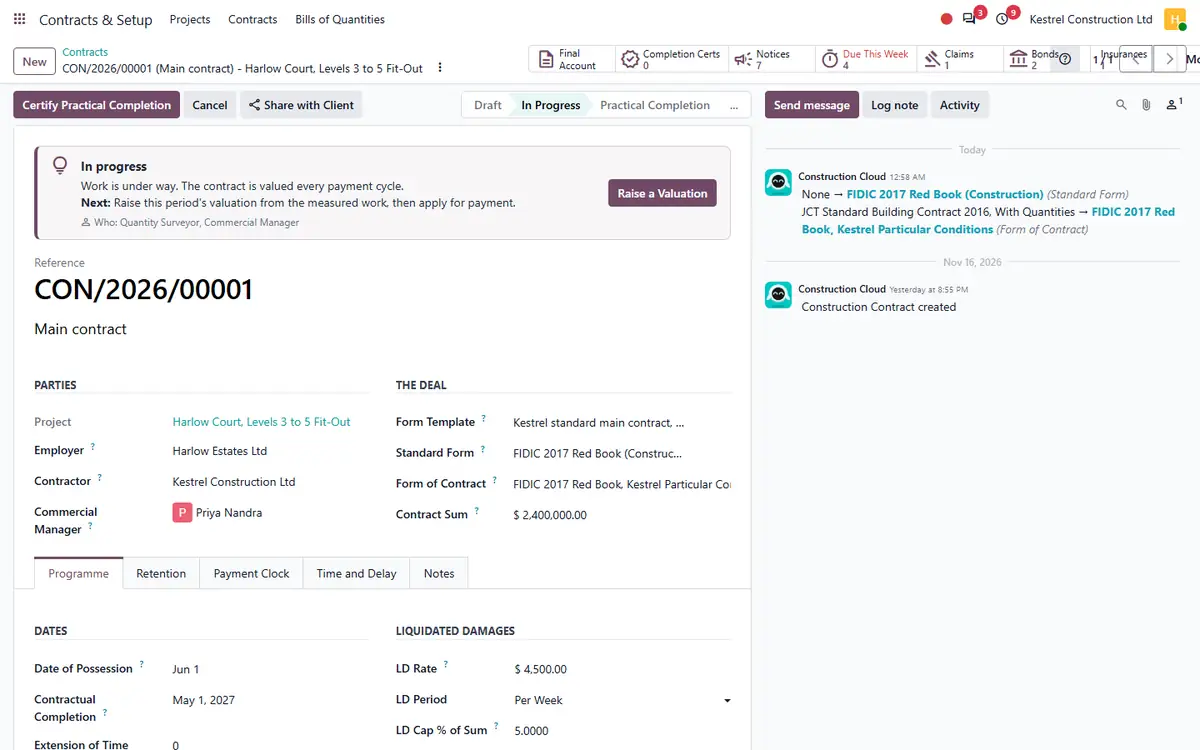 Contracts & Setup Projects Contracts Bills of Quantities 3 9 Kestrel Construction Ltd H
New Contracts
CON/2026/00001 (Main contract) - Harlow Court, Levels 3 to 5 Fit-Out
Final Account
Completion Certs 0
Notices 7
Due This Week 4
Claims 1
Bonds 2
Insurances
1 / 1
Mo
Certify Practical Completion Cancel Share with Client Draft In Progress Practical Completion ...
Send message Log note Activity 1
In progress
Work is under way. The contract is valued every payment cycle.
Next: Raise this period's valuation from the measured work, then apply for payment.
Who: Quantity Surveyor, Commercial Manager
Raise a Valuation
Reference
CON/2026/00001
Main contract
PARTIES
Project Harlow Court, Levels 3 to 5 Fit-Out
Employer ? Harlow Estates Ltd
Contractor ? Kestrel Construction Ltd
Commercial Manager ? P Priya Nandra
THE DEAL
Form Template ? Kestrel standard main contract, ...
Standard Form ? FIDIC 2017 Red Book (Construc...
Form of Contract ? FIDIC 2017 Red Book, Kestrel Particular Co
Contract Sum ? $ 2,400,000.00
Programme Retention Payment Clock Time and Delay Notes
DATES
Date of Possession ? Jun 1
Contractual Completion ? May 1, 2027
Extension of Time 0
LIQUIDATED DAMAGES
LD Rate ? $ 4,500.00
LD Period Per Week
LD Cap % of Sum ? 5.0000
Today
Construction Cloud 12:58 AM
None → FIDIC 2017 Red Book (Construction) (Standard Form)
JCT Standard Building Contract 2016, With Quantities → FIDIC 2017 Red
Book, Kestrel Particular Conditions (Form of Contract)
Nov 16, 2026
Construction Cloud Yesterday at 8:55 PM
Construction Contract created